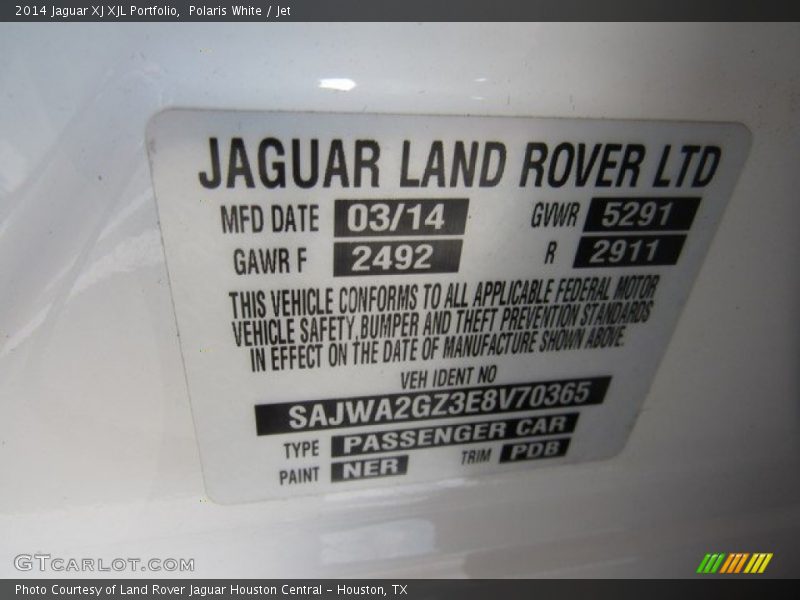 2014 Jaguar XJ XJL Portfolio,  Polaris White / Jet
JAGUAR LAND ROVER LTD
MFD DATE 03/14 GVWR 5291
GAWR F 2492 R 2911
THIS VEHICLE CONFORMS TO ALL APPLICABLE FEDERAL MOTOR
VEHICLE SAFETY, BUMPER AND THEFT PREVENTION STANDARDS
IN EFFECT ON THE DATE OF MANUFACTURE SHOWN ABOVE.
VEH IDENT NO
SAJWA2GZ3E8V70365
TYPE PASSENGER CAR
PAINT NER TRIM PDB
GTCARLOT.COM
Photo Courtesy of Land Rover Jaguar Houston Central - Houston, TX